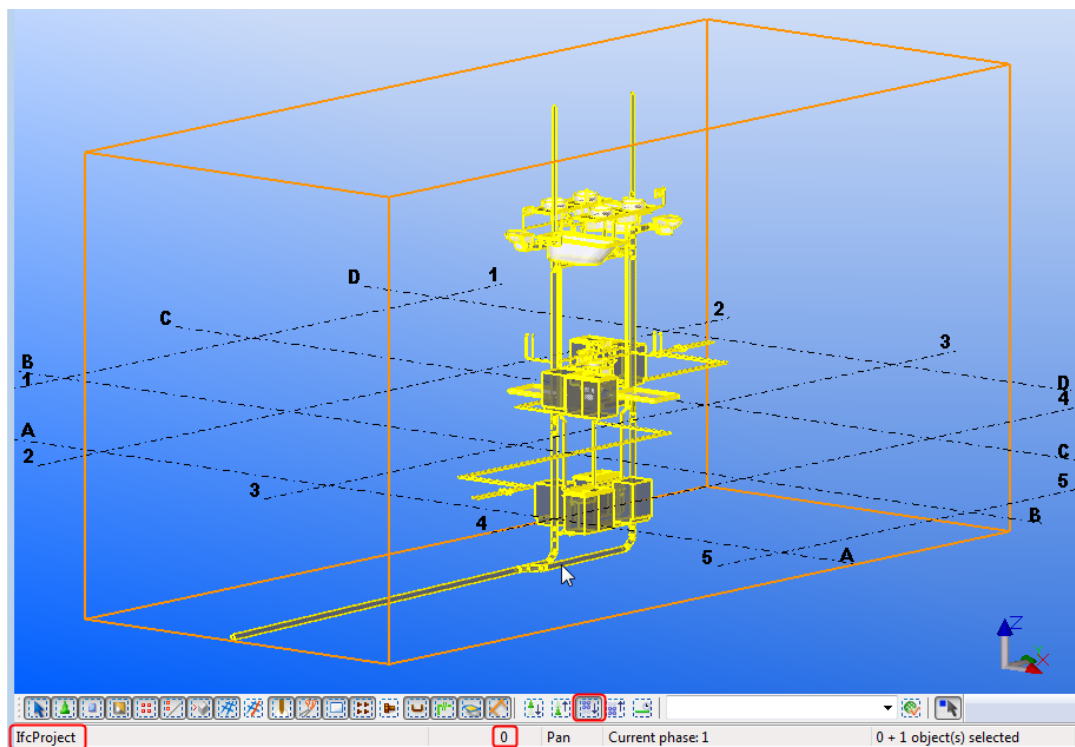 1
D
2
C
3
B
1
D
4
A
2
C
3
5
4
B
5
A
Z
Y
X
IfcProject 0 Pan Current phase: 1 0 + 1 object(s) selected